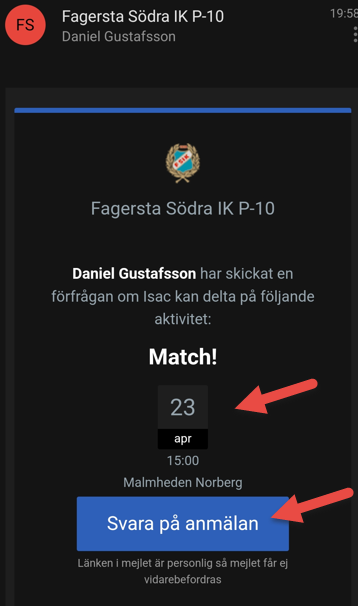 FS
Fagersta Södra IK P-10
19:58
Daniel Gustafsson
FSIK
Fagersta Södra IK P-10
Daniel Gustafsson har skickat en
förfrågan om Isac kan delta på följande
aktivitet:
Match!
23
apr
15:00
Malmheden Norberg
Svara på anmälan
Länken i mejlet är personlig så mejlet får ej
vidarebefordras